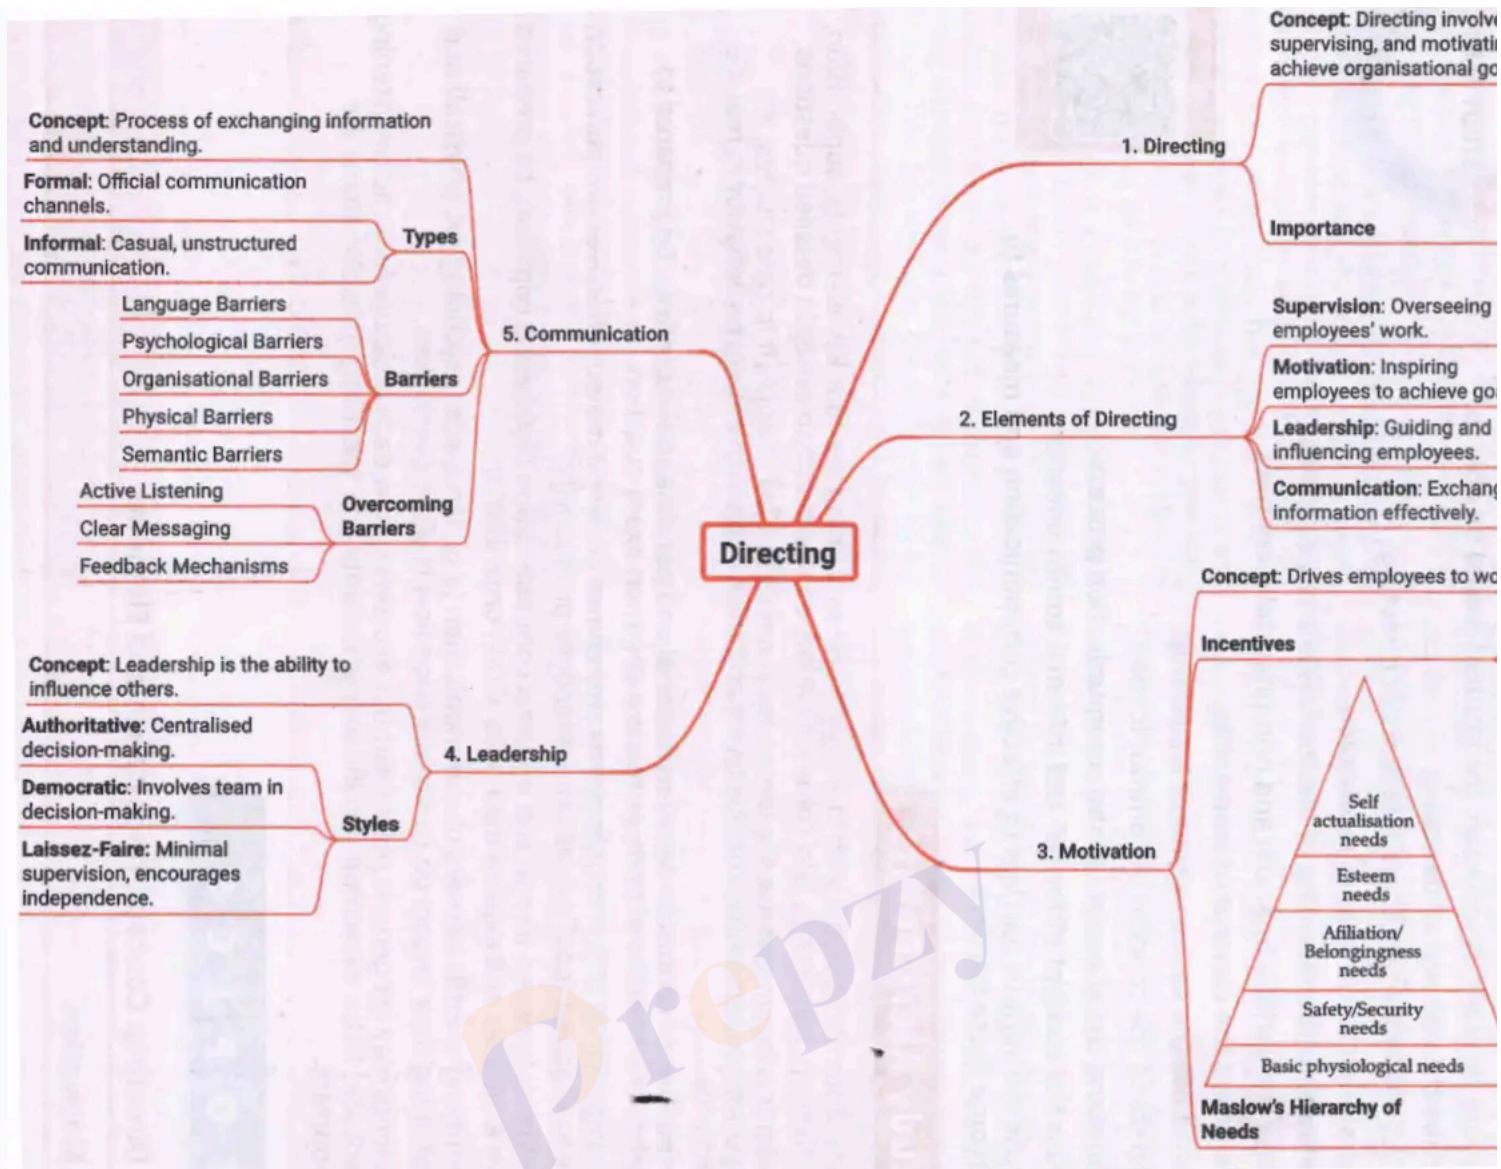 Concept: Directing involve
supervising, and motivatin
achieve organisational go
1. Directing
Importance
Supervision: Overseeing
employees' work.
Motivation: Inspiring
employees to achieve go
2. Elements of Directing
Leadership: Guiding and
influencing employees.
Communication: Exchang
information effectively.
Directing
Concept: Drives employees to wo
Incentives
3. Motivation
Self
actualisation
needs
Esteem
needs
Afiliation/
Belongingness
needs
Safety/Security
needs
Basic physiological needs
Maslow's Hierarchy of
Needs
4. Leadership
Concept: Leadership is the ability to
influence others.
Styles
Authoritative: Centralised
decision-making.
Democratic: Involves team in
decision-making.
Laissez-Faire: Minimal
supervision, encourages
independence.
5. Communication
Concept: Process of exchanging information
and understanding.
Types
Formal: Official communication
channels.
Informal: Casual, unstructured
communication.
Barriers
Language Barriers
Psychological Barriers
Organisational Barriers
Physical Barriers
Semantic Barriers
Overcoming
Barriers
Active Listening
Clear Messaging
Feedback Mechanisms
Prepzy